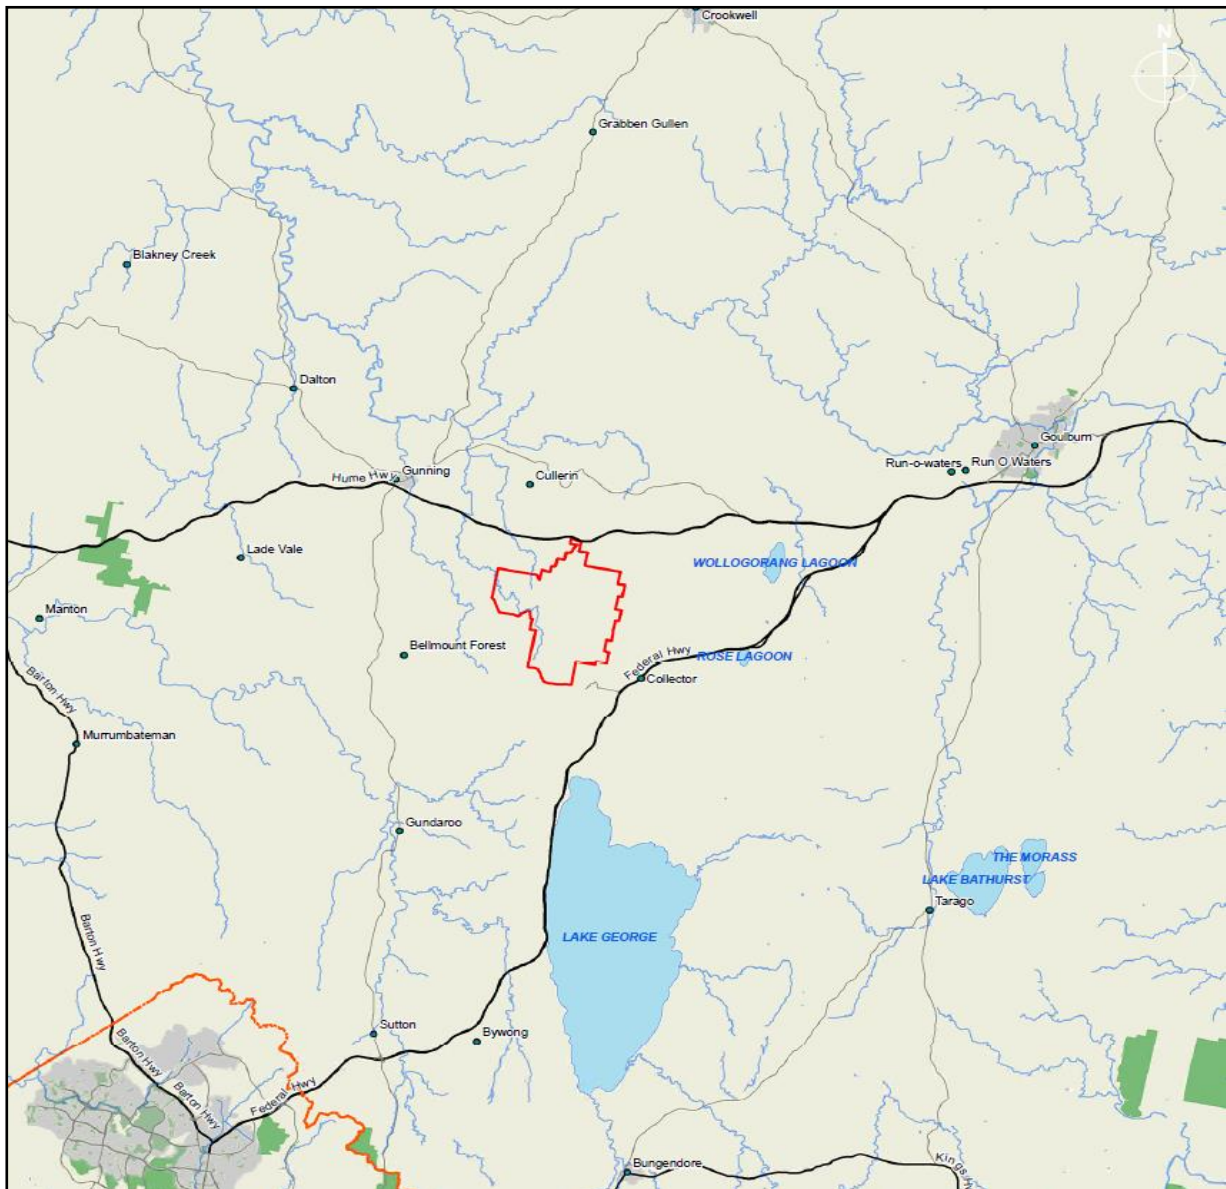 Crookwell
N
Grabben Gullen
Blakney Creek
Dalton
Goulburn
Hume Hwy
Gunning
Cullerin
Run-o-waters
Run O Waters
Lade Vale
WOLLOGORANG LAGOON
Manton
Bellmount Forest
Federal Hwy
ROSE LAGOON
Collector
Barton Hwy
Murrumbateman
Gundaroo
THE MORASS
LAKE BATHURST
Tarago
Barton Hwy
LAKE GEORGE
Sutton
Bywong
Barton Hwy
Barton Hwy
Federal Hwy
Bungendore